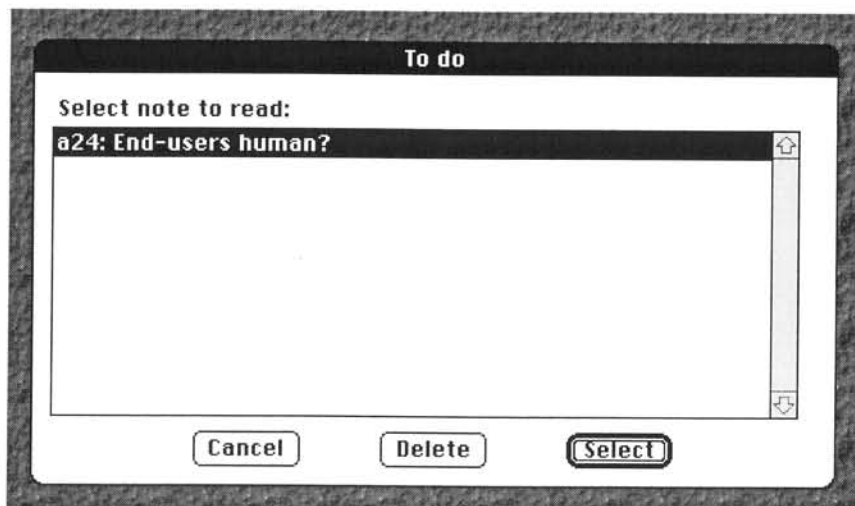 To do
Select note to read:
a24: End-users human?
Cancel Delete Select